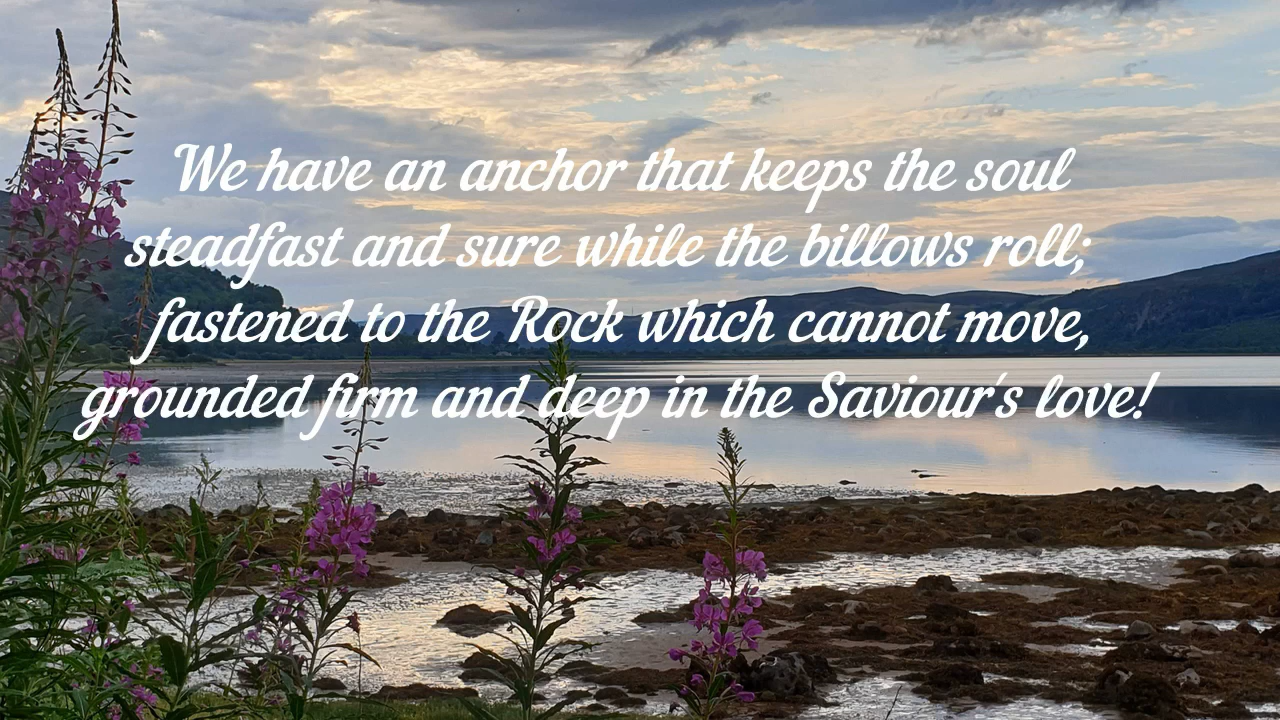 We have an anchor that keeps the soul
steadfast and sure while the billows roll;
fastened to the Rock which cannot move,
grounded firm and deep in the Saviour's love!